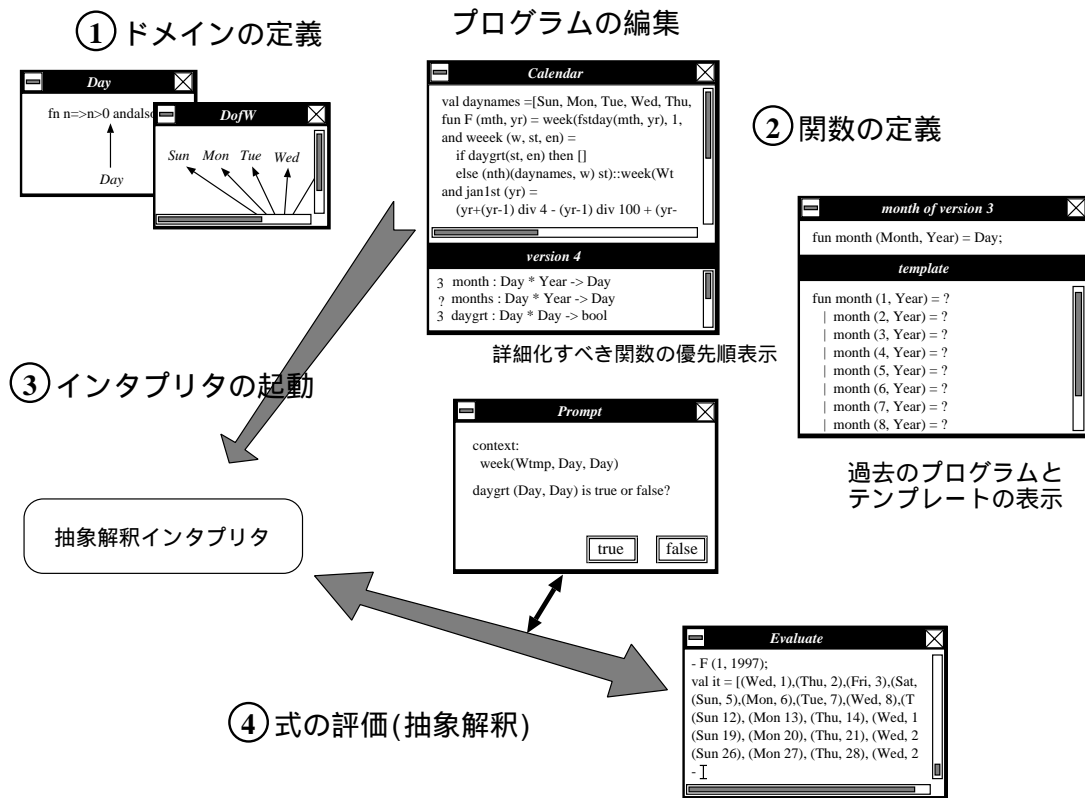 ① ドメインの定義
プログラムの編集
Day
fn n=>n>0 andalso
Day
DofW
Sun Mon Tue Wed
Calendar
val daynames =[Sun, Mon, Tue, Wed, Thu,
fun F (mth, yr) = week(fstday(mth, yr), 1,
and weeek (w, st, en) =
if daygrt(st, en) then []
else (nth)(daynames, w) st)::week(Wt
and jan1st (yr) =
(yr+(yr-1) div 4 - (yr-1) div 100 + (yr-
version 4
3 month : Day * Year -> Day
? months : Day * Year -> Day
3 daygrt : Day * Day -> bool
詳細化すべき関数の優先順表示
② 関数の定義
month of version 3
fun month (Month, Year) = Day;
template
fun month (1, Year) = ?
| month (2, Year) = ?
| month (3, Year) = ?
| month (4, Year) = ?
| month (5, Year) = ?
| month (6, Year) = ?
| month (7, Year) = ?
| month (8, Year) = ?
過去のプログラムと
テンプレートの表示
③ インタプリタの起動
抽象解釈インタプリタ
Prompt
context:
week(Wtmp, Day, Day)
daygrt (Day, Day) is true or false?
true false
④ 式の評価(抽象解釈)
Evaluate
- F (1, 1997);
val it = [(Wed, 1),(Thu, 2),(Fri, 3),(Sat,
(Sun, 5),(Mon, 6),(Tue, 7),(Wed, 8),(T
(Sun 12), (Mon 13), (Thu, 14), (Wed, 1
(Sun 19), (Mon 20), (Thu, 21), (Wed, 2
(Sun 26), (Mon 27), (Thu, 28), (Wed, 2
-